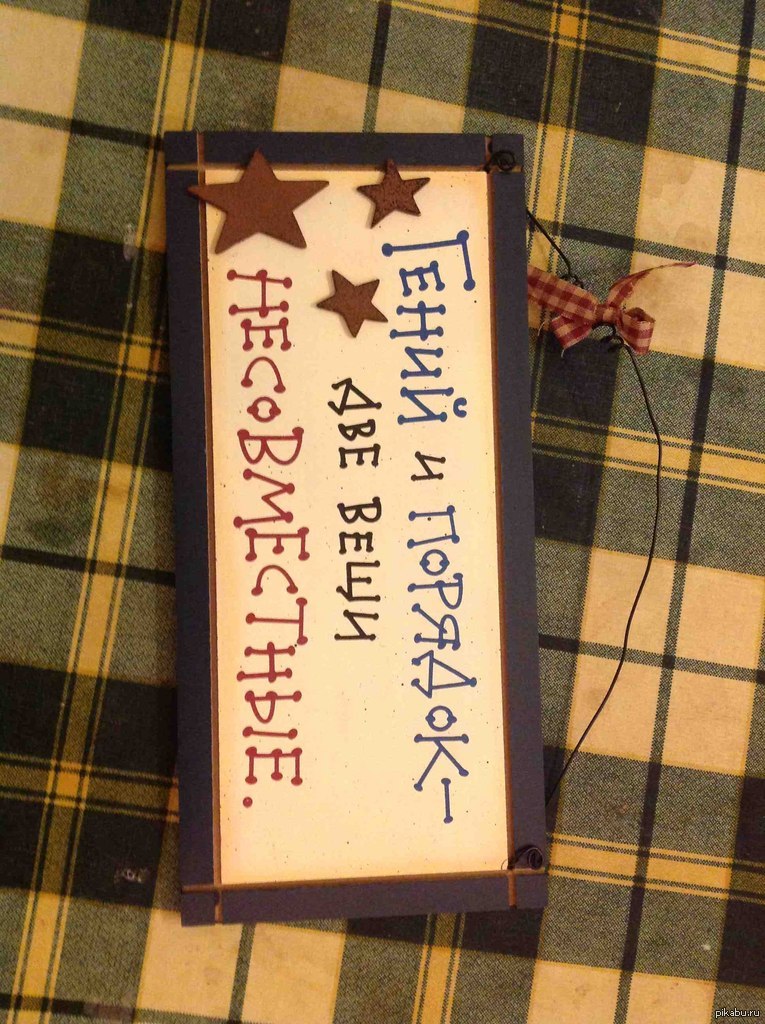 Гений и порядок—
две вещи
несовместные.
pikabu.ru